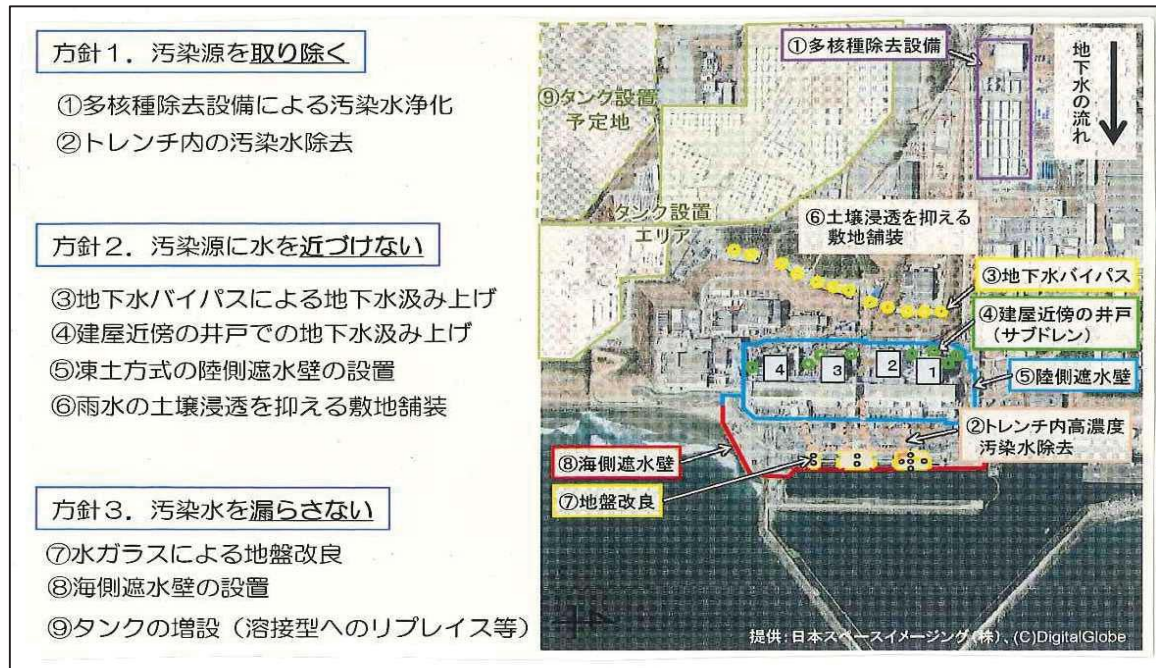 方針1．汚染源を取り除く
①多核種除去設備による汚染水浄化
②トレンチ内の汚染水除去
方針2．汚染源に水を近づけない
③地下水バイパスによる地下水汲み上げ
④建屋近傍の井戸での地下水汲み上げ
⑤凍土方式の陸側遮水壁の設置
⑥雨水の土壌浸透を抑える敷地舗装
方針3．汚染水を漏らさない
⑦水ガラスによる地盤改良
⑧海側遮水壁の設置
⑨タンクの増設（溶接型へのリプレイス等）
①多核種除去設備
地下水の流れ
⑨タンク設置
予定地
タンク設置
エリア
⑥土壌浸透を抑える
敷地舗装
③地下水バイパス
④建屋近傍の井戸
（サブドレン）
4
3
2
1
⑤陸側遮水壁
②トレンチ内高濃度
汚染水除去
⑧海側遮水壁
⑦地盤改良
提供：日本スペースイメージング（株）、(C)DigitalGlobe